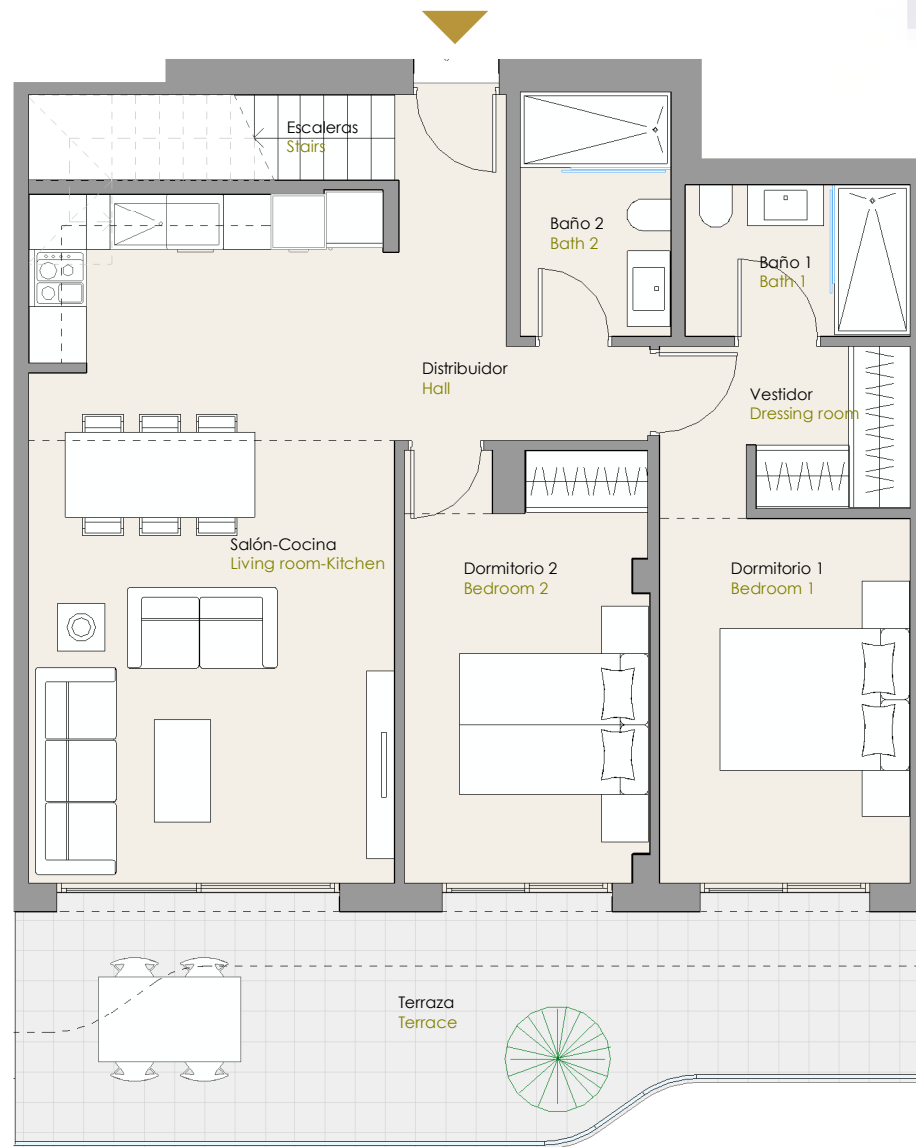 Escaleras
Stairs
Baño 2
Bath 2
Baño 1
Bath 1
Distribuidor
Hall
Vestidor
Dressing room
Salón-Cocina
Living room-Kitchen
Dormitorio 2
Bedroom 2
Dormitorio 1
Bedroom 1
Terraza
Terrace